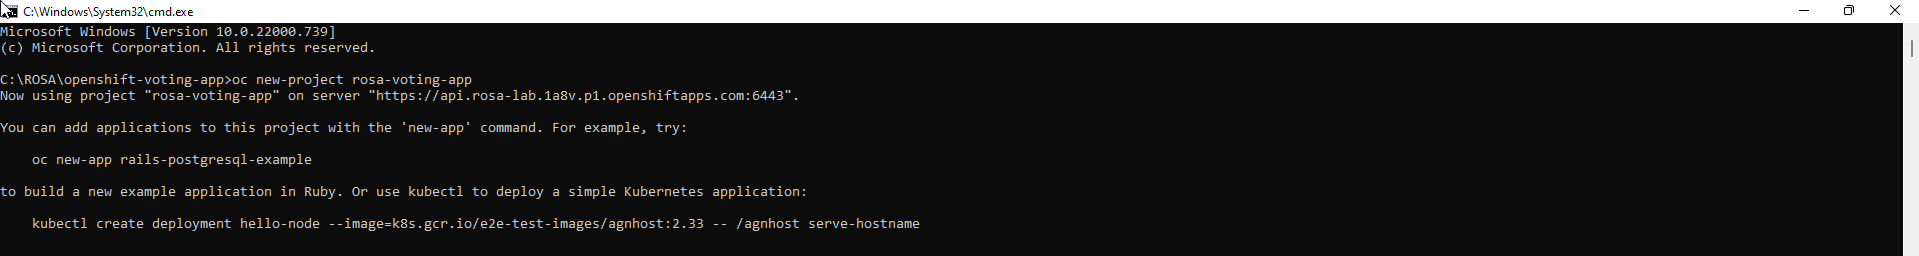 C:\Windows\System32\cmd.exe
Microsoft Windows [Version 10.0.22000.739]
(c) Microsoft Corporation. All rights reserved.
C:\ROSA\openshift-voting-app>oc new-project rosa-voting-app
Now using project "rosa-voting-app" on server "https://api.rosa-lab.1a8v.p1.openshiftapps.com:6443".
You can add applications to this project with the 'new-app' command. For example, try:
oc new-app rails-postgresql-example
to build a new example application in Ruby. Or use kubectl to deploy a simple Kubernetes application:
kubectl create deployment hello-node --image=k8s.gcr.io/e2e-test-images/agnhost:2.33 -- /agnhost serve-hostname